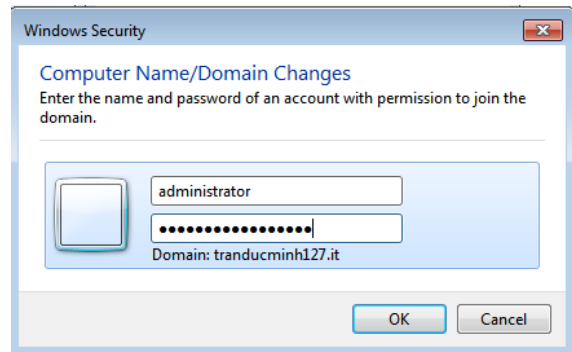 Windows Security
Computer Name/Domain Changes
Enter the name and password of an account with permission to join the
domain.
administrator
●●●●●●●●●●●●●●●●●
Domain: tranducminh127.it
OK
Cancel